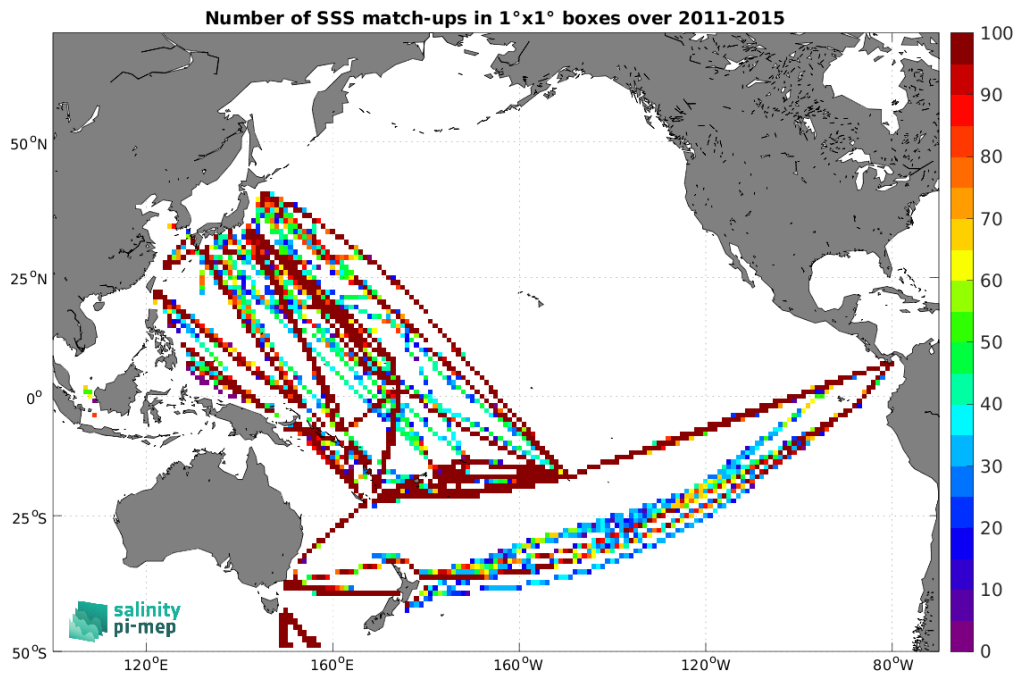 Number of SSS match-ups in 1°x1° boxes over 2011-2015
50°N
25°N
0°
25°S
50°S
120°E
160°E
160°W
120°W
80°W
100
90
80
70
60
50
40
30
20
10
0
salinity
pi-mep